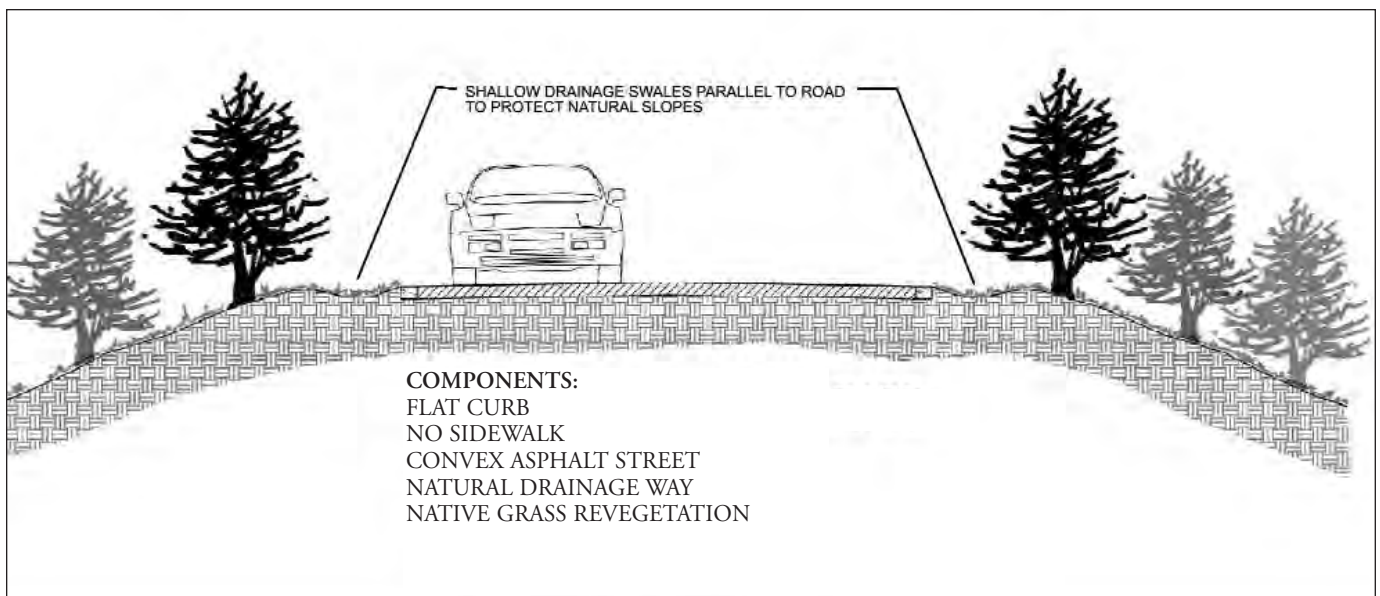 SHALLOW DRAINAGE SWALES PARALLEL TO ROAD
TO PROTECT NATURAL SLOPES
COMPONENTS:
FLAT CURB
NO SIDEWALK
CONVEX ASPHALT STREET
NATURAL DRAINAGE WAY
NATIVE GRASS REVEGETATION